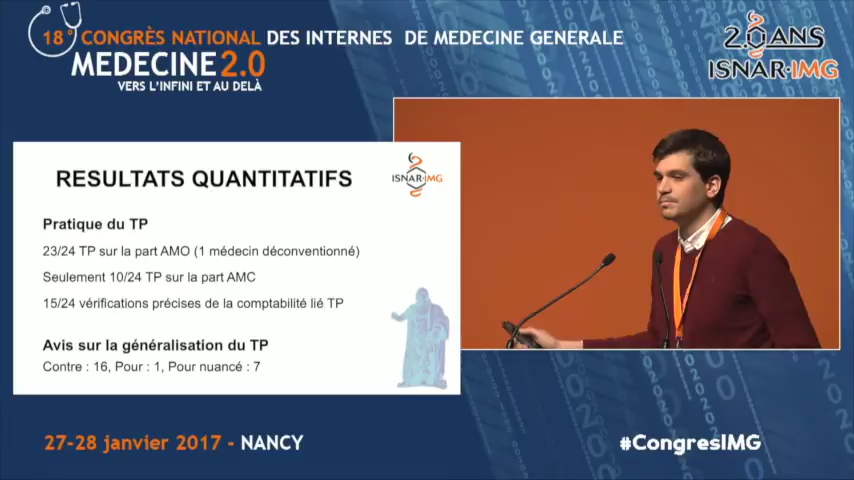 18e CONGRÈS NATIONAL DES INTERNES DE MEDECINE GENERALE
MEDECINE 2.0
VERS L'INFINI ET AU DELÀ
20 ANS
ISNAR-IMG
RESULTATS QUANTITATIFS
ISNAR-IMG
Pratique du TP
23/24 TP sur la part AMO (1 médecin déconventionné)
Seulement 10/24 TP sur la part AMC
15/24 vérifications précises de la comptabilité lié TP
Avis sur la généralisation du TP
Contre : 16, Pour : 1, Pour nuancé : 7
27-28 janvier 2017 - NANCY
#CongresIMG